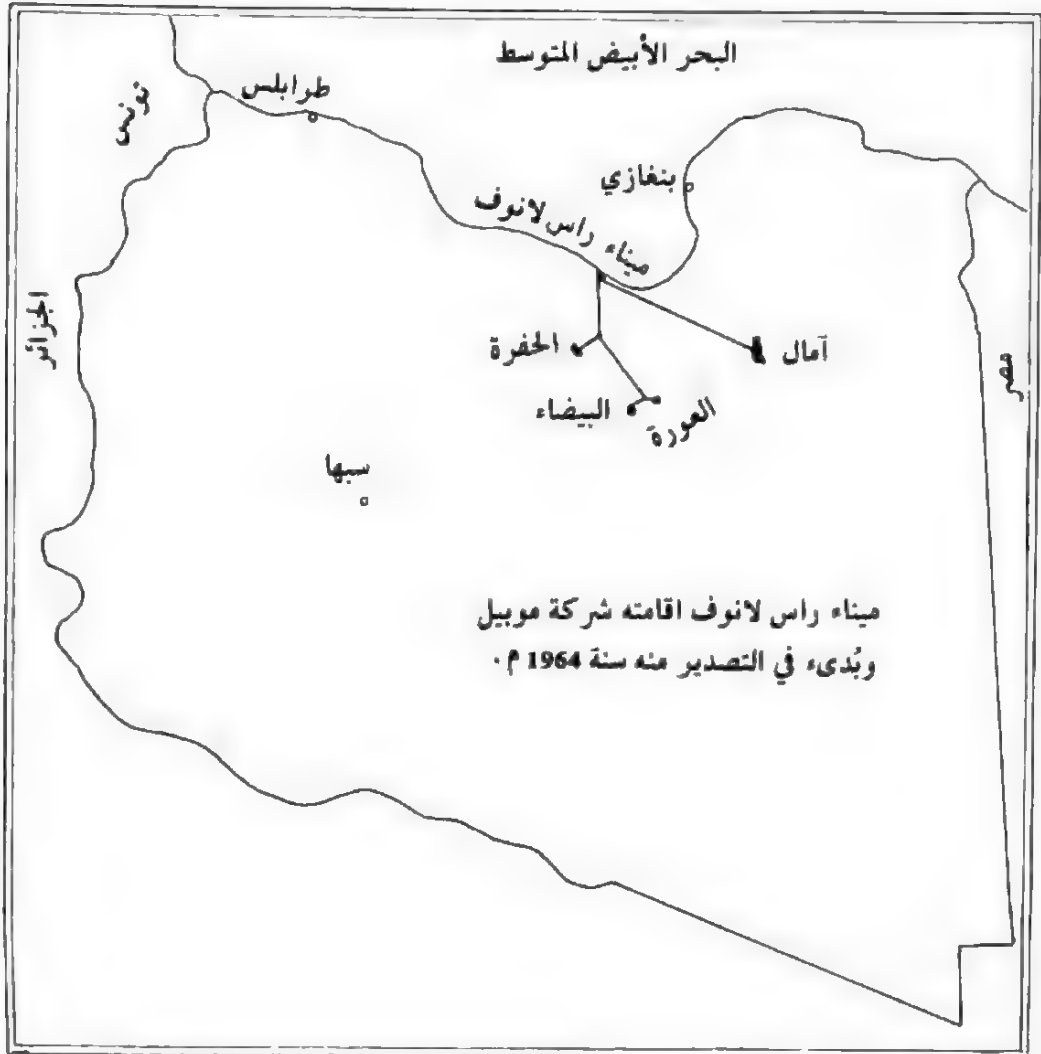 البحر الأبيض المتوسط
تونس
طرابلس
بنغازي
ميناء راس لانوف
الجزائر
الحفرة
آمال
مصر
البيضاء
العورة
سبها
ميناء راس لانوف اقامته شركة موبيل
وبُدىء في التصدير منه سنة 1964 م.